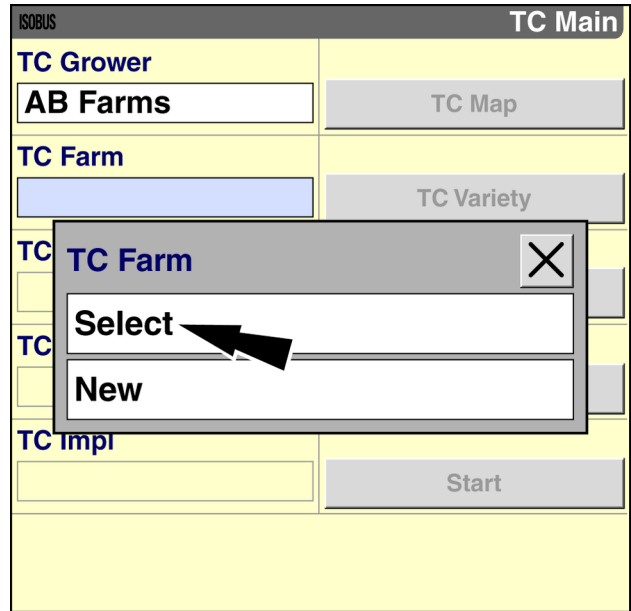 ISOBUS
TC Main
TC Grower
AB Farms
TC Map
TC Farm
TC Variety
TC
TC Farm
Select
TC
New
TC Impl
Start